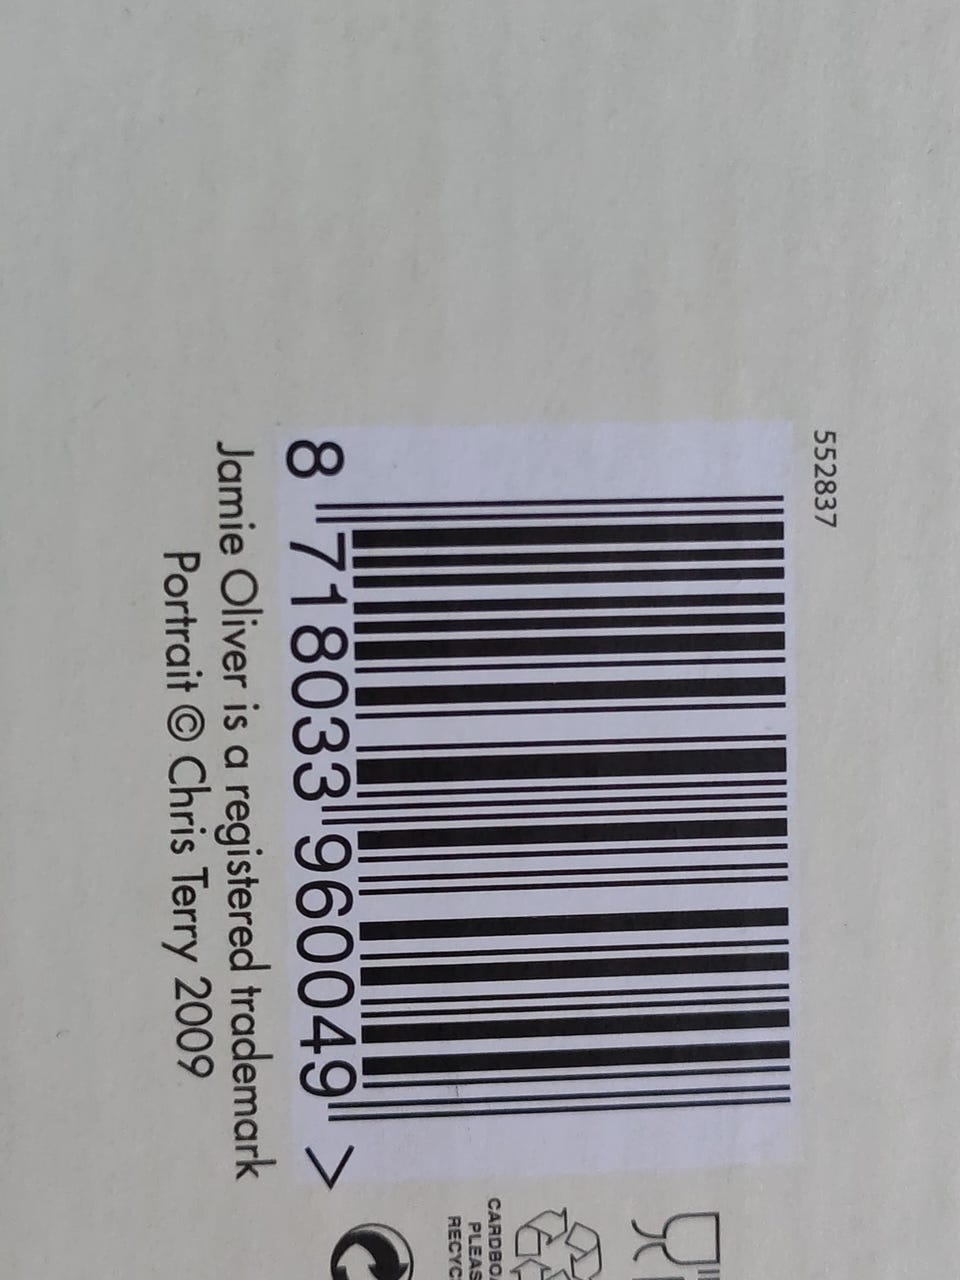 552837
8 718033 960049 >
Jamie Oliver is a registered trademark
Portrait © Chris Terry 2009